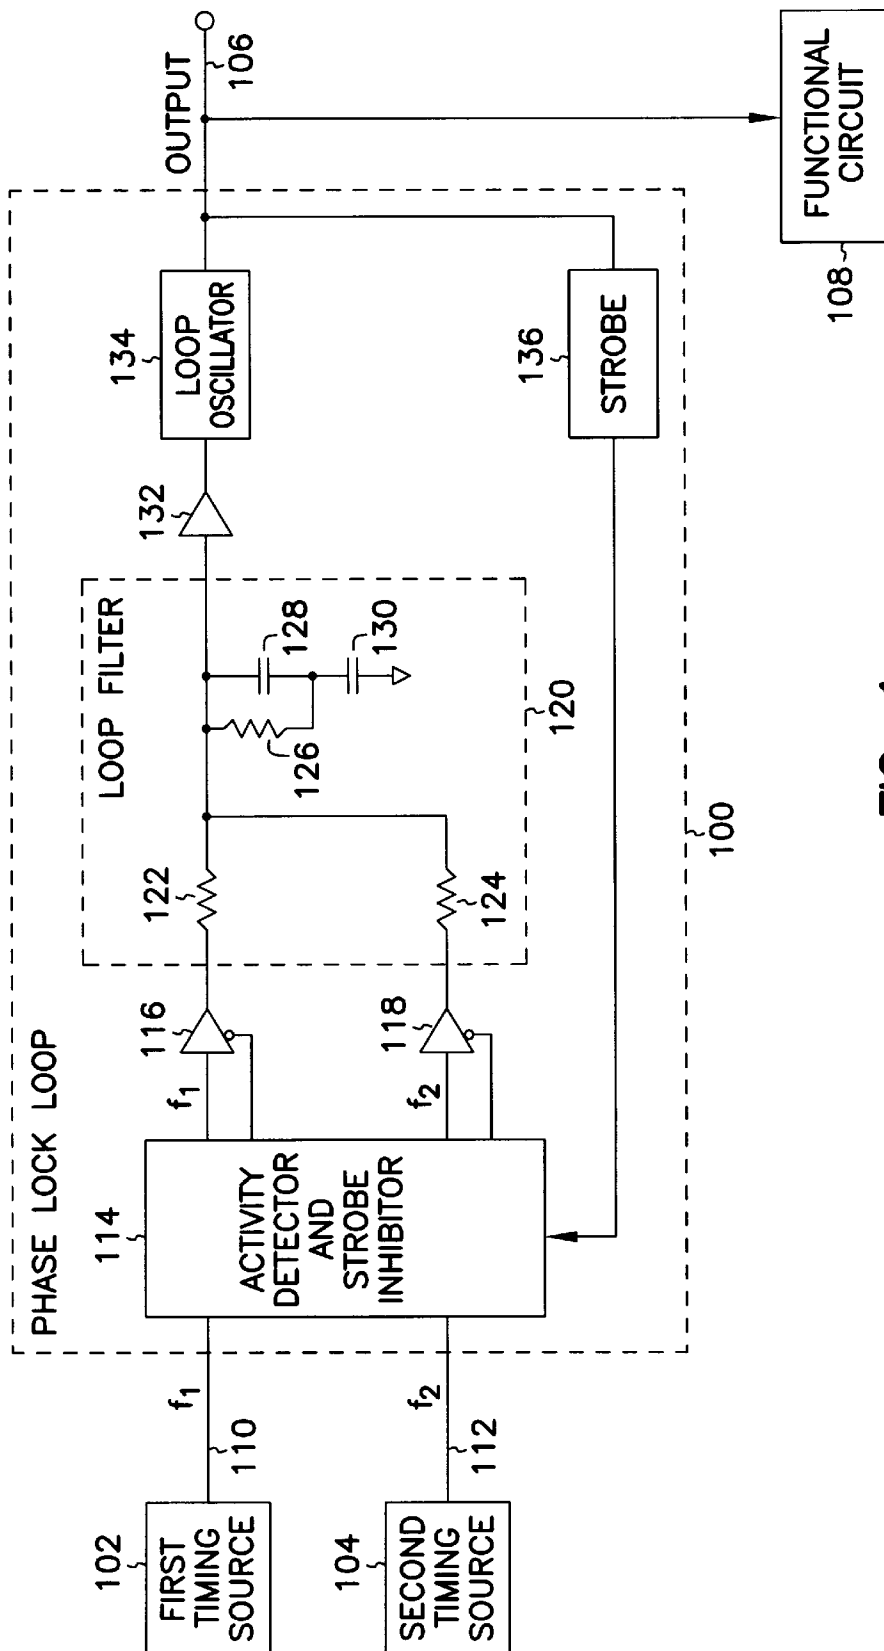 PHASE LOCK LOOP
102
FIRST
TIMING
SOURCE
110
f1
104
SECOND
TIMING
SOURCE
112
f2
114
ACTIVITY
DETECTOR
AND
STROBE
INHIBITOR
f1
116
f2
118
LOOP FILTER
122
124
126
128
130
120
132
134
LOOP
OSCILLATOR
136
STROBE
100
OUTPUT
106
108
FUNCTIONAL
CIRCUIT